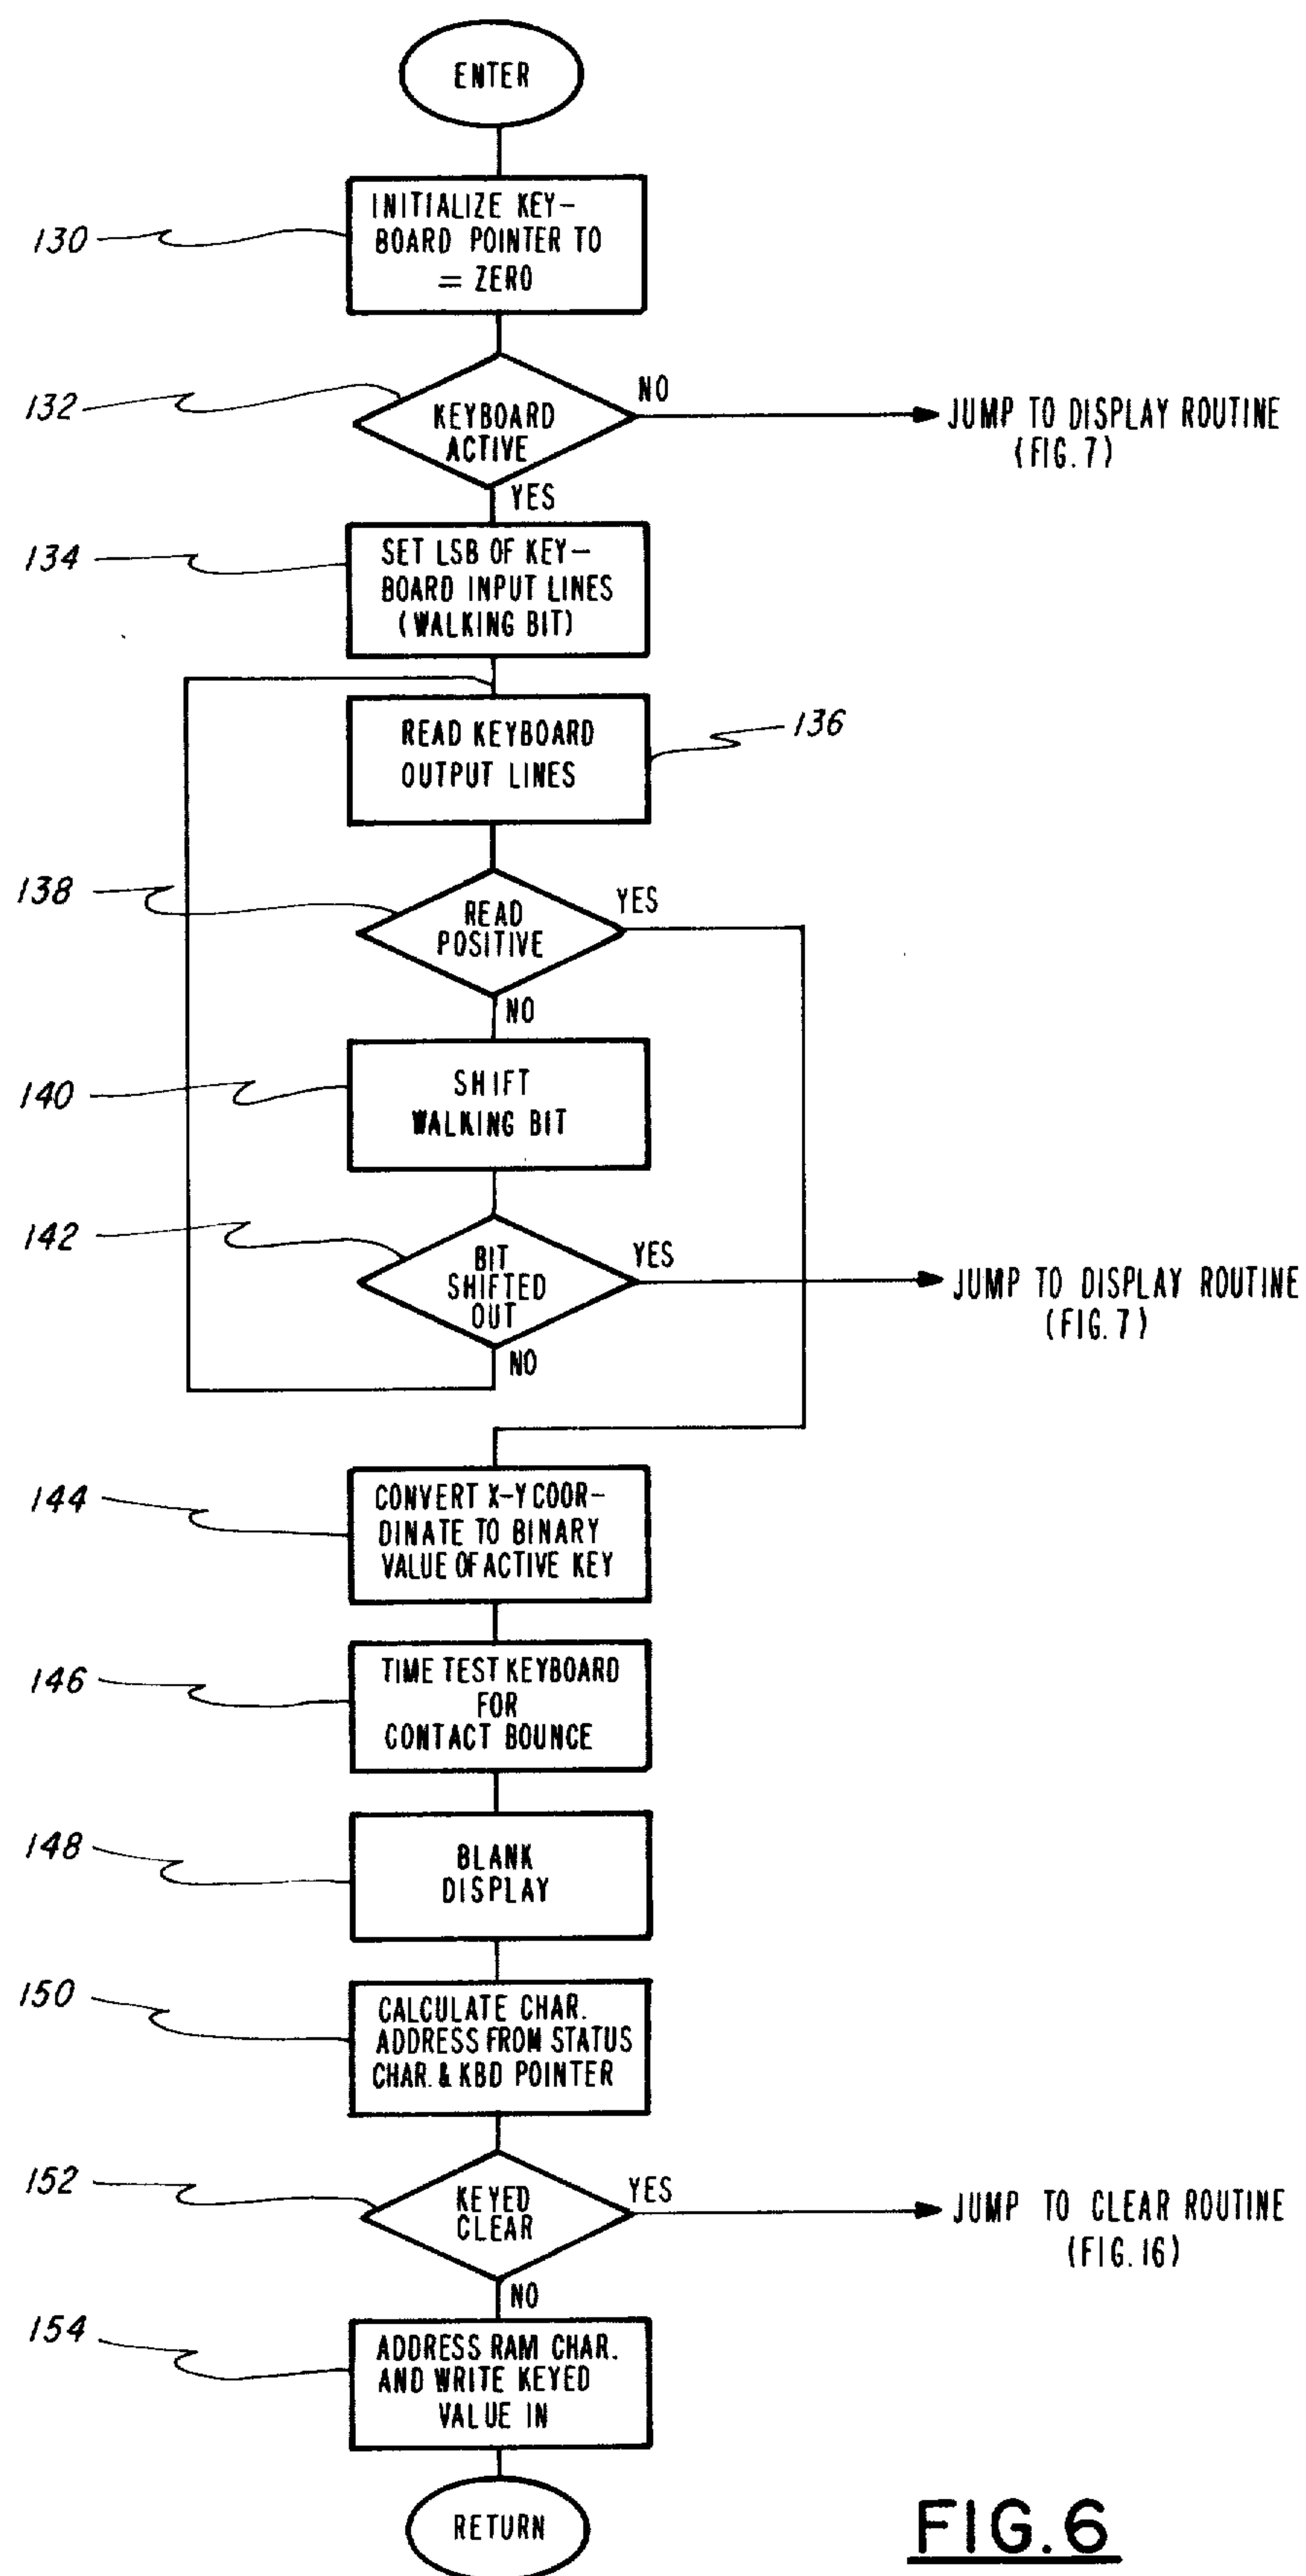 ENTER
130
INITIALIZE KEY-
BOARD POINTER TO
= ZERO
132
KEYBOARD
ACTIVE
NO
JUMP TO DISPLAY ROUTINE
(FIG. 7)
YES
134
SET LSB OF KEY-
BOARD INPUT LINES
(WALKING BIT)
READ KEYBOARD
OUTPUT LINES
136
138
READ
POSITIVE
YES
NO
140
SHIFT
WALKING BIT
142
BIT
SHIFTED
OUT
YES
JUMP TO DISPLAY ROUTINE
(FIG. 7)
NO
144
CONVERT X-Y COOR-
DINATE TO BINARY
VALUE OF ACTIVE KEY
146
TIME TEST KEYBOARD
FOR
CONTACT BOUNCE
148
BLANK
DISPLAY
150
CALCULATE CHAR.
ADDRESS FROM STATUS
CHAR. & KBD POINTER
152
KEYED
CLEAR
YES
JUMP TO CLEAR ROUTINE
(FIG. 16)
NO
154
ADDRESS RAM CHAR.
AND WRITE KEYED
VALUE IN
RETURN
FIG. 6